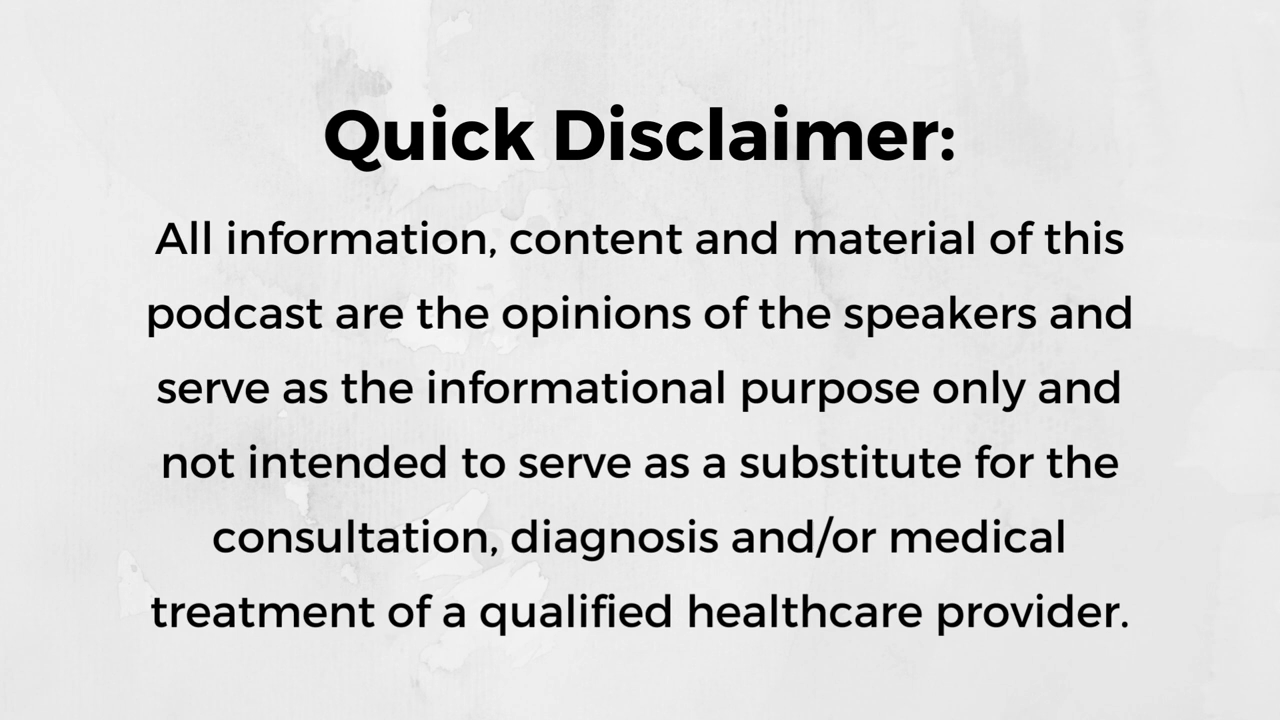 Quick Disclaimer:
All information, content and material of this
podcast are the opinions of the speakers and
serve as the informational purpose only and
not intended to serve as a substitute for the
consultation, diagnosis and/or medical
treatment of a qualified healthcare provider.